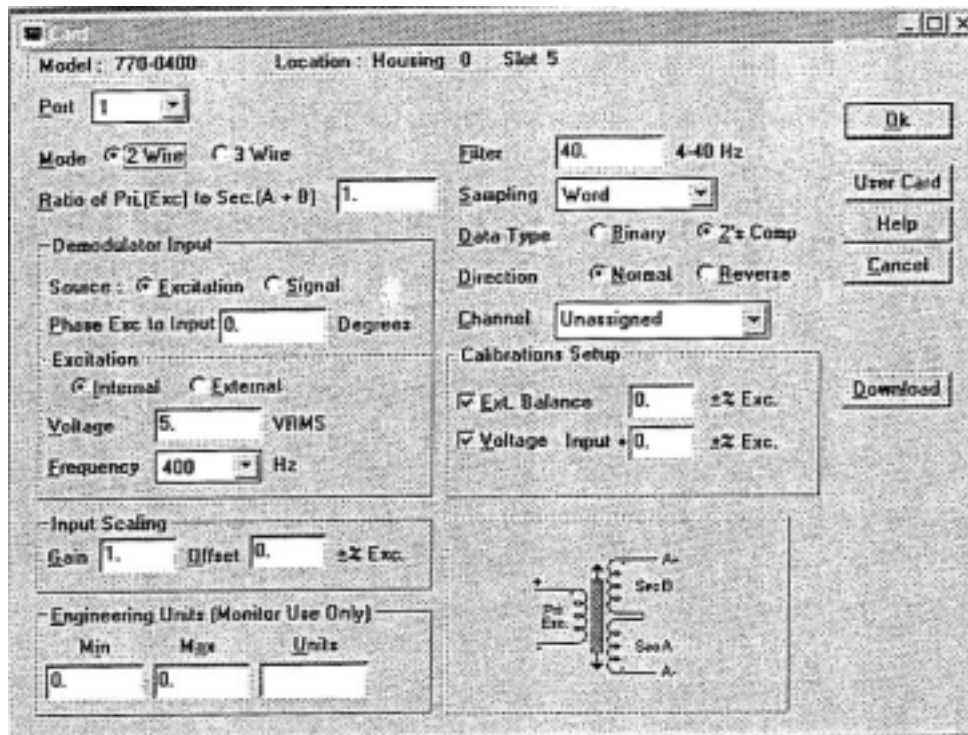 Card
Model : 770-0400 Location : Housing 0 Slot 5
Port 1
Mode 2 Wire 3 Wire
Ratio of Pri.(Exc) to Sec.(A + B) 1.
Demodulator Input
Source : Excitation Signal
Phase Exc to Input 0. Degrees
Excitation
Internal External
Voltage 5. VRMS
Frequency 400 Hz
Input Scaling
Gain 1. Offset 0. ±% Exc.
Engineering Units (Monitor Use Only)
Min Max Units
0. 0.
Filter 40. 4-40 Hz
Sampling Word
Data Type Binary 2's Comp
Direction Normal Reverse
Channel Unassigned
Calibrations Setup
Ext. Balance 0. ±% Exc.
Voltage Input + 0. ±% Exc.
+
Pri. Exc.
-
A+
Sec B
Sec A
A-
Ok
User Card
Help
Cancel
Download